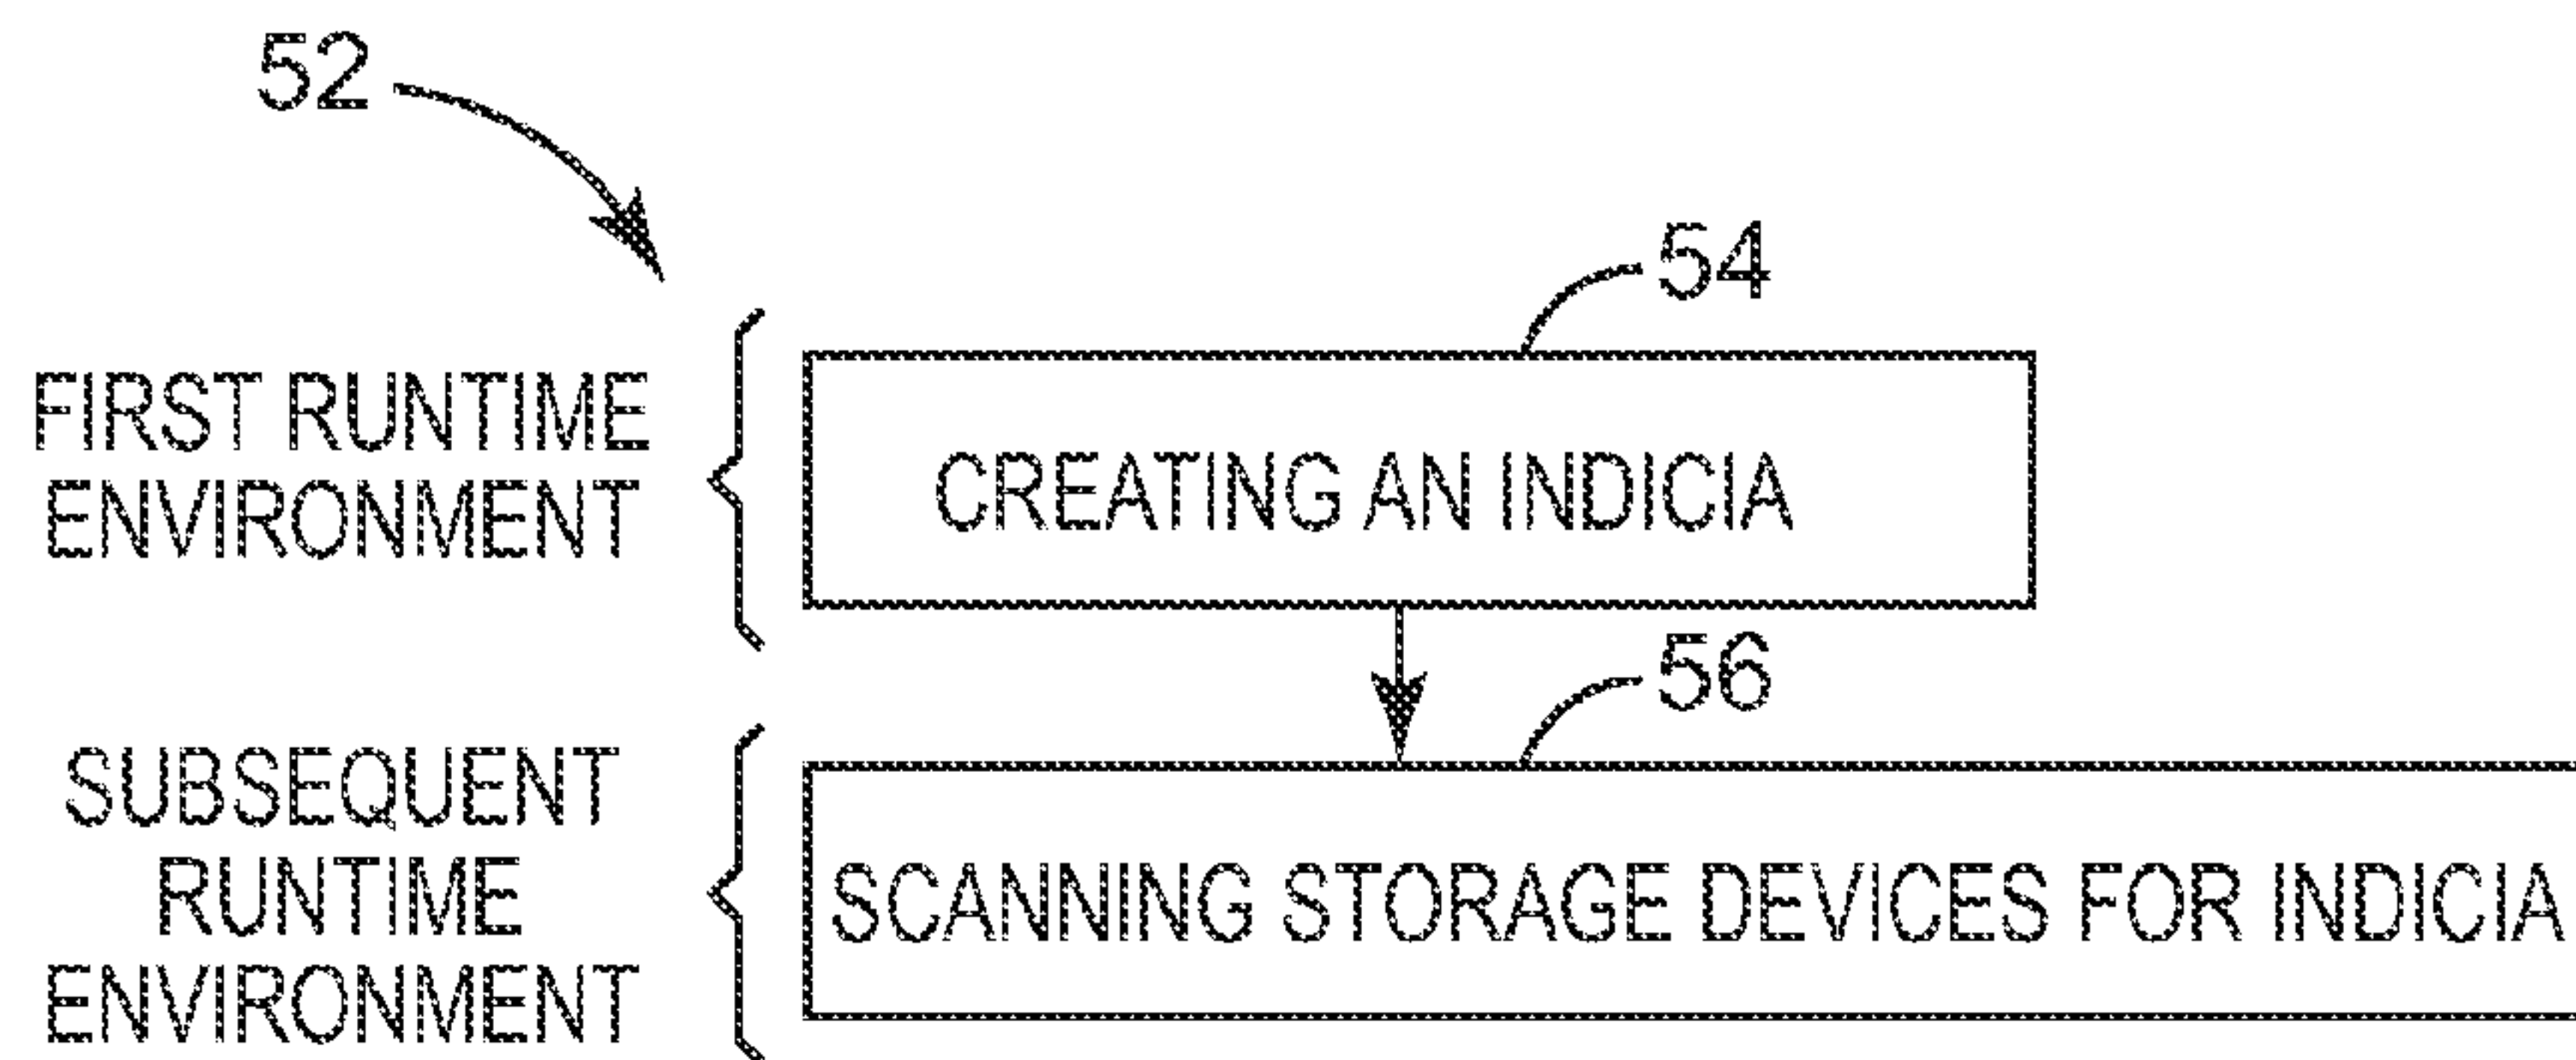 52
54
FIRST RUNTIME
ENVIRONMENT
CREATING AN INDICIA
56
SUBSEQUENT
RUNTIME
ENVIRONMENT
SCANNING STORAGE DEVICES FOR INDICIA